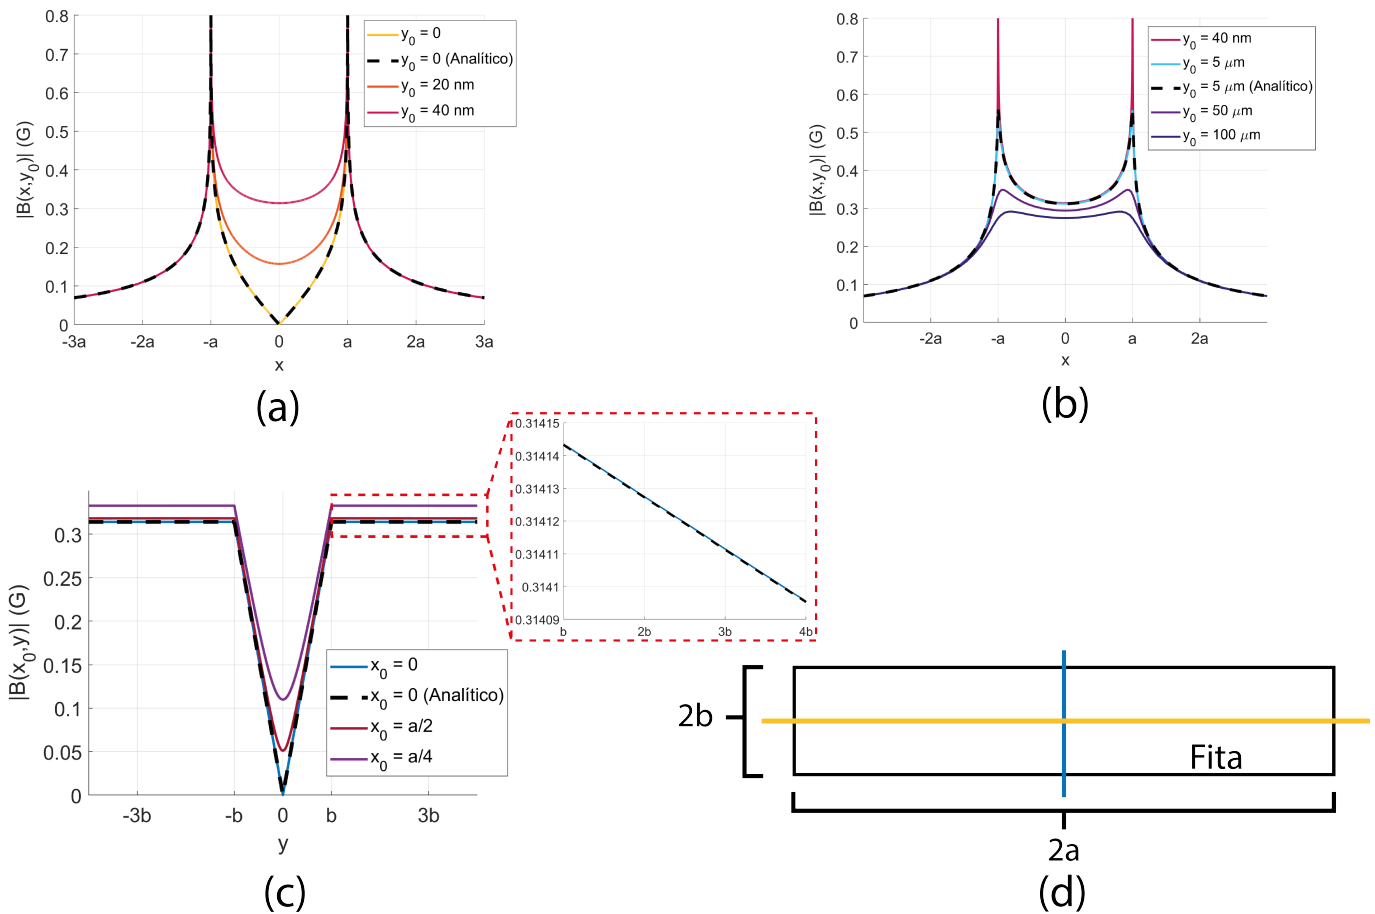 0.8
0.7
0.6
0.5
0.4
0.3
0.2
0.1
0
|B(x,y₀)| (G)
-3a -2a -a 0 a 2a 3a
x
y₀ = 0
y₀ = 0 (Analítico)
y₀ = 20 nm
y₀ = 40 nm
(a)
0.8
0.7
0.6
0.5
0.4
0.3
0.2
0.1
0
|B(x,y₀)| (G)
-2a -a 0 a 2a
x
y₀ = 40 nm
y₀ = 5 μm
y₀ = 5 μm (Analítico)
y₀ = 50 μm
y₀ = 100 μm
(b)
0.3
0.25
0.2
0.15
0.1
0.05
0
|B(x₀,y)| (G)
-3b -b 0 b 3b
y
x₀ = 0
x₀ = 0 (Analítico)
x₀ = a/2
x₀ = a/4
0.31415
0.31414
0.31413
0.31412
0.31411
0.3141
0.31409
b 2b 3b 4b
(c)
2b
Fita
2a
(d)